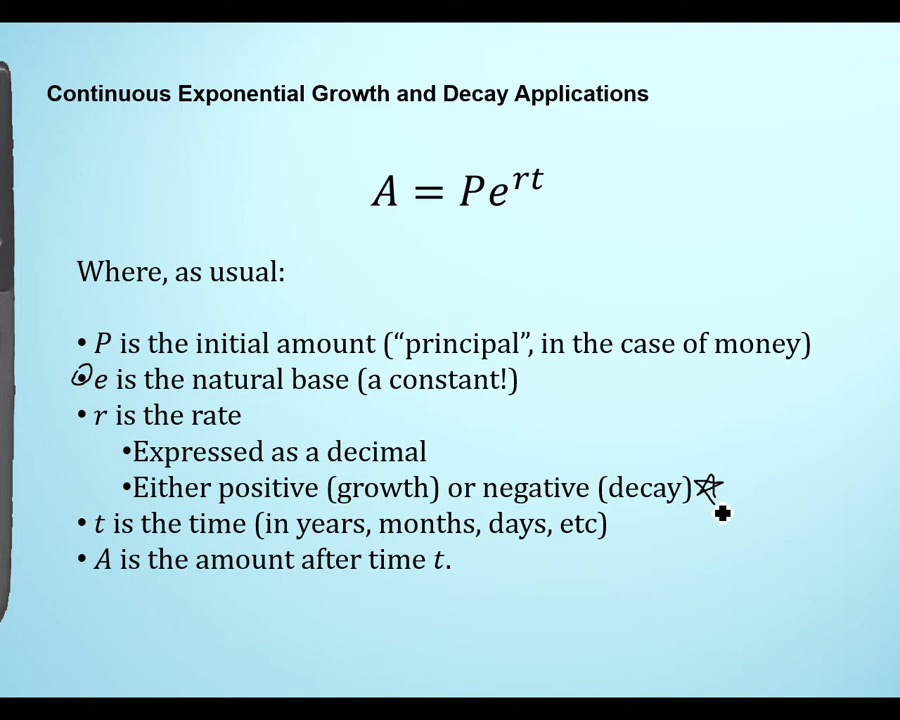 Continuous Exponential Growth and Decay Applications
A = Pe^{rt}
Where, as usual:
• P is the initial amount (“principal”, in the case of money)
• e is the natural base (a constant!)
• r is the rate
•Expressed as a decimal
•Either positive (growth) or negative (decay)
• t is the time (in years, months, days, etc)
• A is the amount after time t.